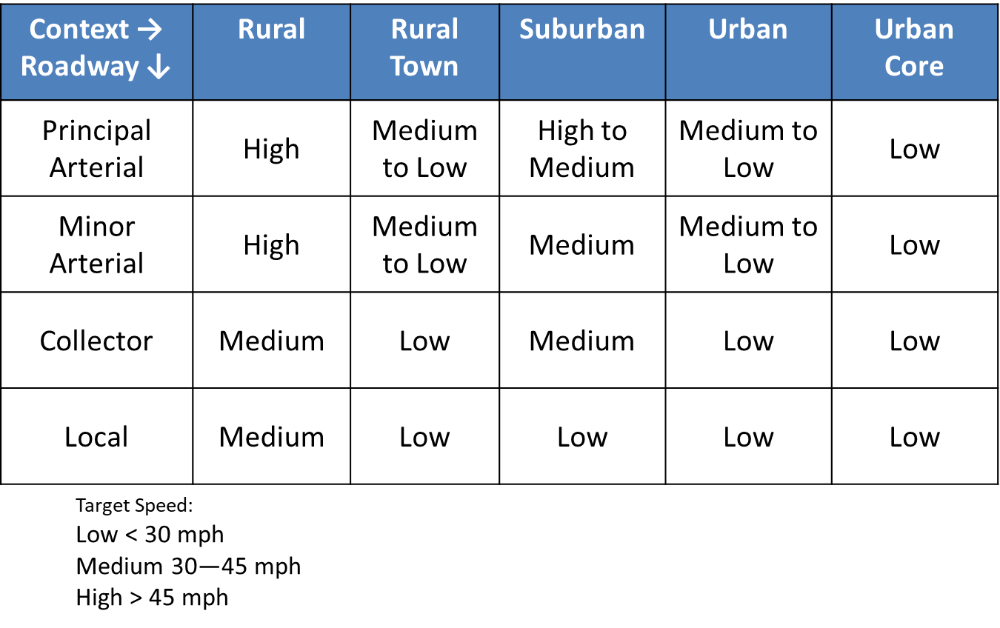 Context → Rural Rural Suburban Urban Urban
Roadway ↓ Town Core
Principal Arterial High Medium to Low High to Medium Medium to Low Low
Minor Arterial High Medium to Low Medium Medium to Low Low
Collector Medium Low Medium Low Low
Local Medium Low Low Low Low
Target Speed:
Low < 30 mph
Medium 30—45 mph
High > 45 mph